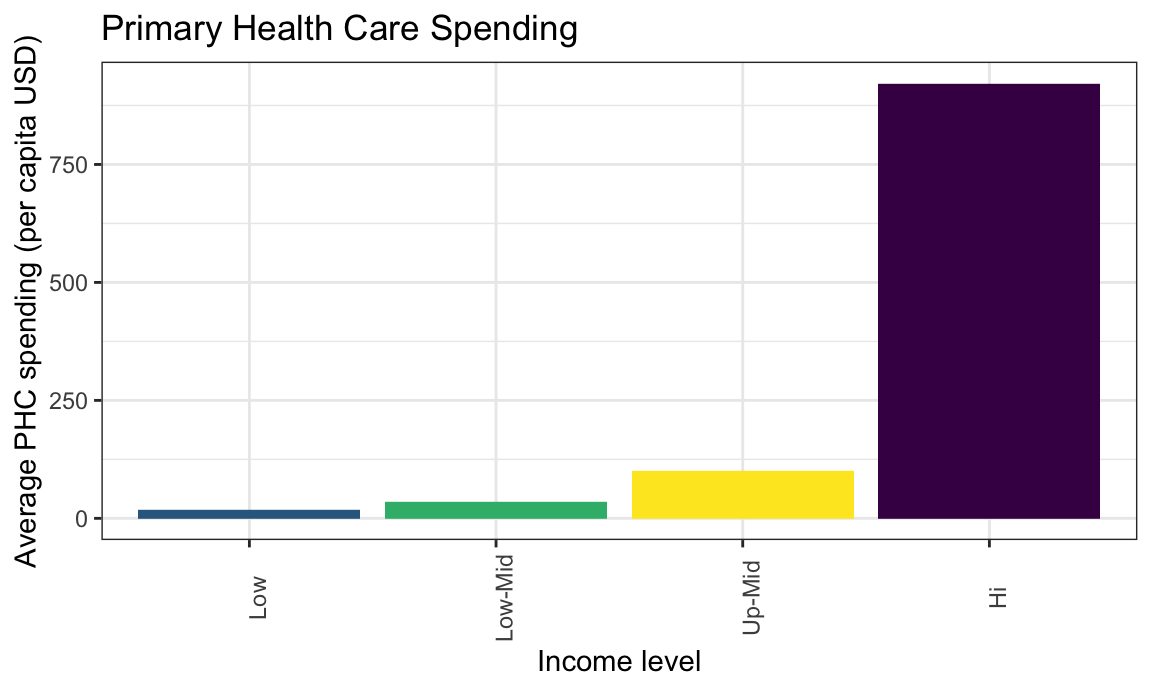 Primary Health Care Spending
Average PHC spending (per capita USD)
750
500
250
0
Low
Low-Mid
Up-Mid
Hi
Income level